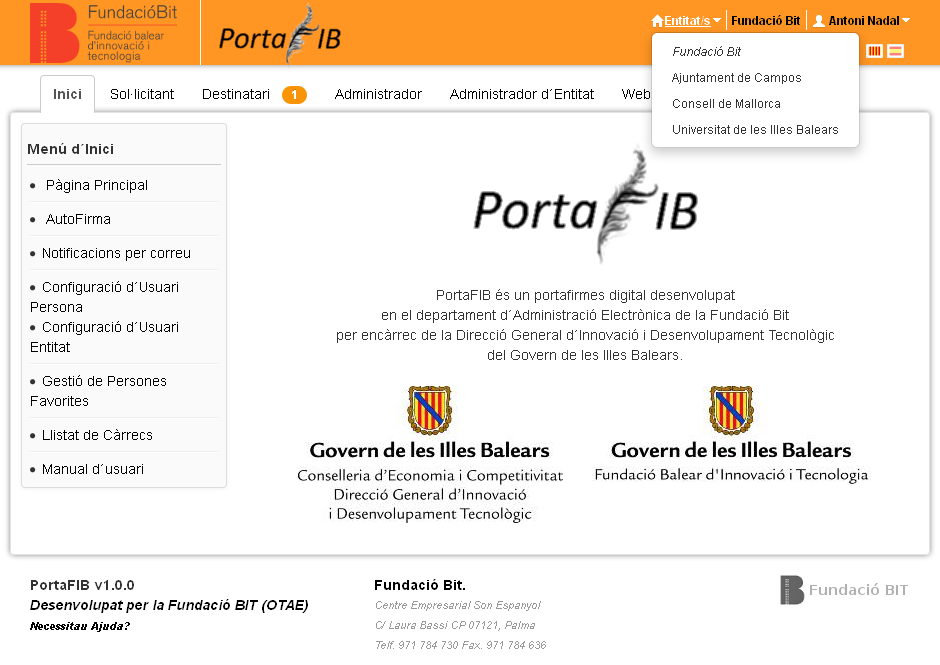 FundacióBit
Fundació balear
d'innovació i
tecnologia
PortaFIB
Entitat/s
Fundació Bit
Antoni Nadal
Fundació Bit
Ajuntament de Campos
Consell de Mallorca
Universitat de les Illes Balears
Inici
Sol·licitant
Destinatari
1
Administrador
Administrador d´Entitat
Web
Menú d´Inici
Pàgina Principal
AutoFirma
Notificacions per correu
Configuració d´Usuari
Persona
Configuració d´Usuari
Entitat
Gestió de Persones
Favorites
Llistat de Càrrecs
Manual d´usuari
PortaFIB
PortaFIB és un portafirmes digital desenvolupat
en el departament d´Administració Electrònica de la Fundació Bit
per encàrrec de la Direcció General d´Innovació i Desenvolupament Tecnològic
del Govern de les Illes Balears.
Govern de les Illes Balears
Conselleria d'Economia i Competitivitat
Direcció General d'Innovació
i Desenvolupament Tecnològic
Govern de les Illes Balears
Fundació Balear d'Innovació i Tecnologia
PortaFIB v1.0.0
Desenvolupat per la Fundació BIT (OTAE)
Necessitau Ajuda?
Fundació Bit.
Centre Empresarial Son Espanyol
C/ Laura Bassi CP 07121, Palma
Telf. 971 784 730 Fax. 971 784 636
Fundació BIT